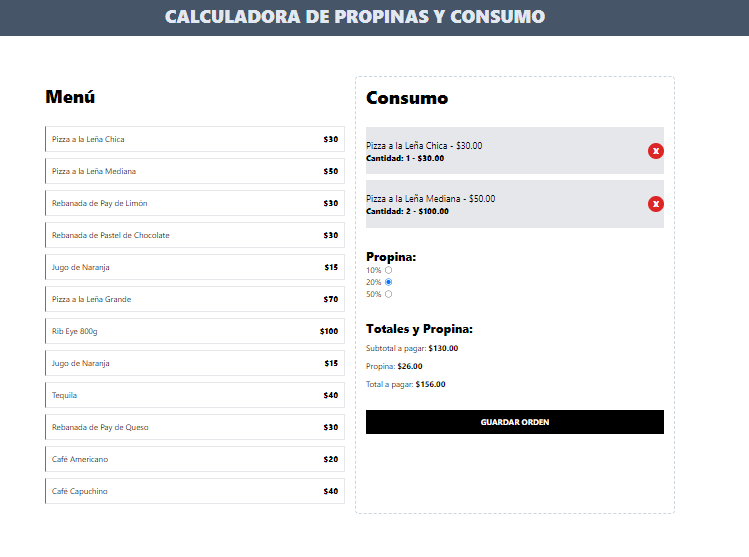 CALCULADORA DE PROPINAS Y CONSUMO
Menú
Pizza a la Leña Chica $30
Pizza a la Leña Mediana $50
Rebanada de Pay de Limón $30
Rebanada de Pastel de Chocolate $30
Jugo de Naranja $15
Pizza a la Leña Grande $70
Rib Eye 800g $100
Jugo de Naranja $15
Tequila $40
Rebanada de Pay de Queso $30
Café Americano $20
Café Capuchino $40
Consumo
Pizza a la Leña Chica - $30.00
Cantidad: 1 - $30.00
X
Pizza a la Leña Mediana - $50.00
Cantidad: 2 - $100.00
X
Propina:
10%
20%
50%
Totales y Propina:
Subtotal a pagar: $130.00
Propina: $26.00
Total a pagar: $156.00
GUARDAR ORDEN